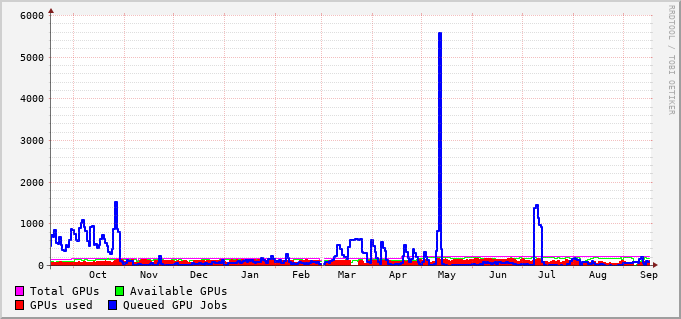 RRDTOOL / TOBI OETIKER
6000
5000
4000
3000
2000
1000
0
Oct Nov Dec Jan Feb Mar Apr May Jun Jul Aug Sep
Total GPUs Available GPUs
GPUs used Queued GPU Jobs